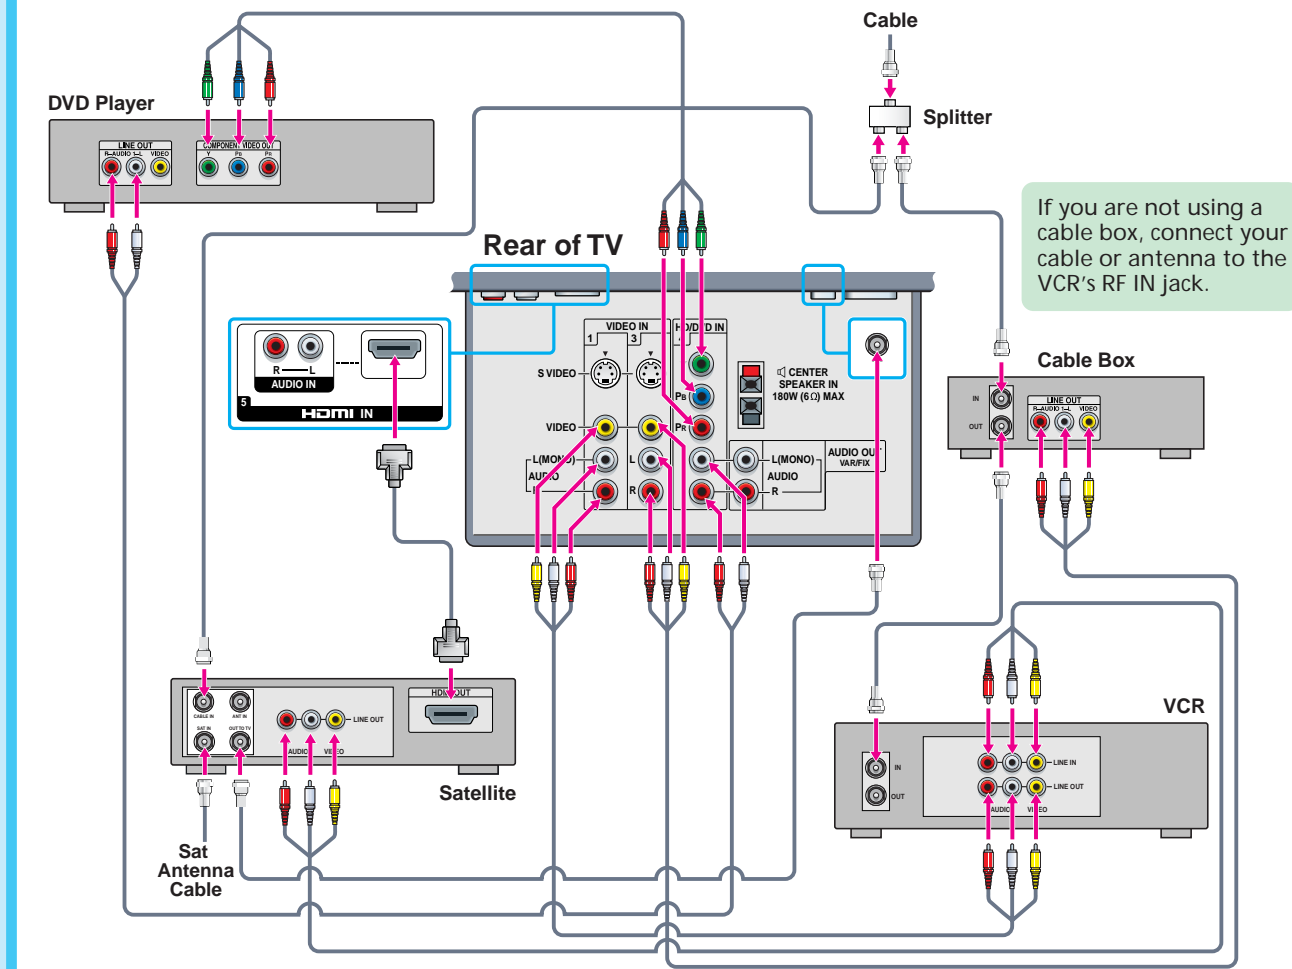 Cable
DVD Player
Splitter
LINE OUT
R–AUDIO 1–L VIDEO
COMPONENT VIDEO OUT
Y PB PR
If you are not using a
cable box, connect your
cable or antenna to the
VCR's RF IN jack.
Rear of TV
VIDEO IN
1 3
HD/DVD IN
S VIDEO
VIDEO
L(MONO)
AUDIO
L
R
PB
PR
CENTER
SPEAKER IN
180W (6Ω) MAX
L(MONO)
AUDIO
R
AUDIO OUT
VAR/FIX
R L
AUDIO IN
5
HDMI IN
Cable Box
IN
OUT
LINE OUT
R–AUDIO 1–L VIDEO
HDMI OUT
CABLE IN ANT IN
SAT IN OUT TO TV
LINE OUT
AUDIO VIDEO
Satellite
Sat
Antenna
Cable
VCR
IN
OUT
LINE IN
LINE OUT
AUDIO VIDEO